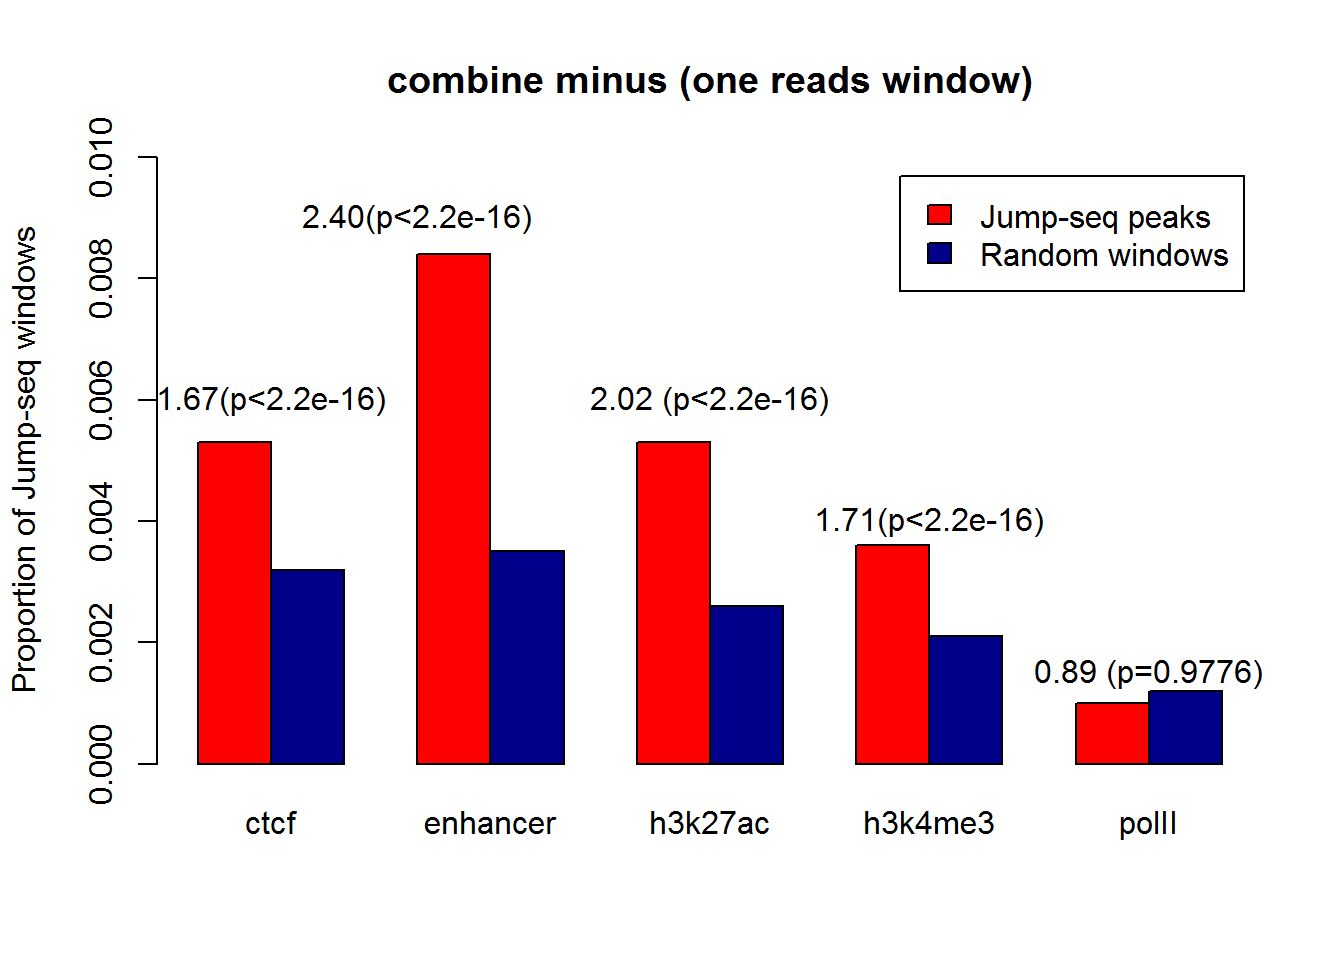 combine minus (one reads window)
Proportion of Jump-seq windows
0.010
0.008
0.006
0.004
0.002
0.000
Jump-seq peaks
Random windows
2.40(p<2.2e-16)
1.67(p<2.2e-16)
2.02 (p<2.2e-16)
1.71(p<2.2e-16)
0.89 (p=0.9776)
ctcf
enhancer
h3k27ac
h3k4me3
polII